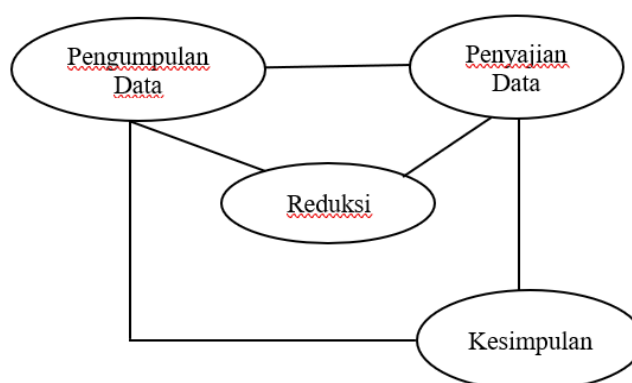 Pengumpulan
Data
Penyajian
Data
Reduksi
Kesimpulan